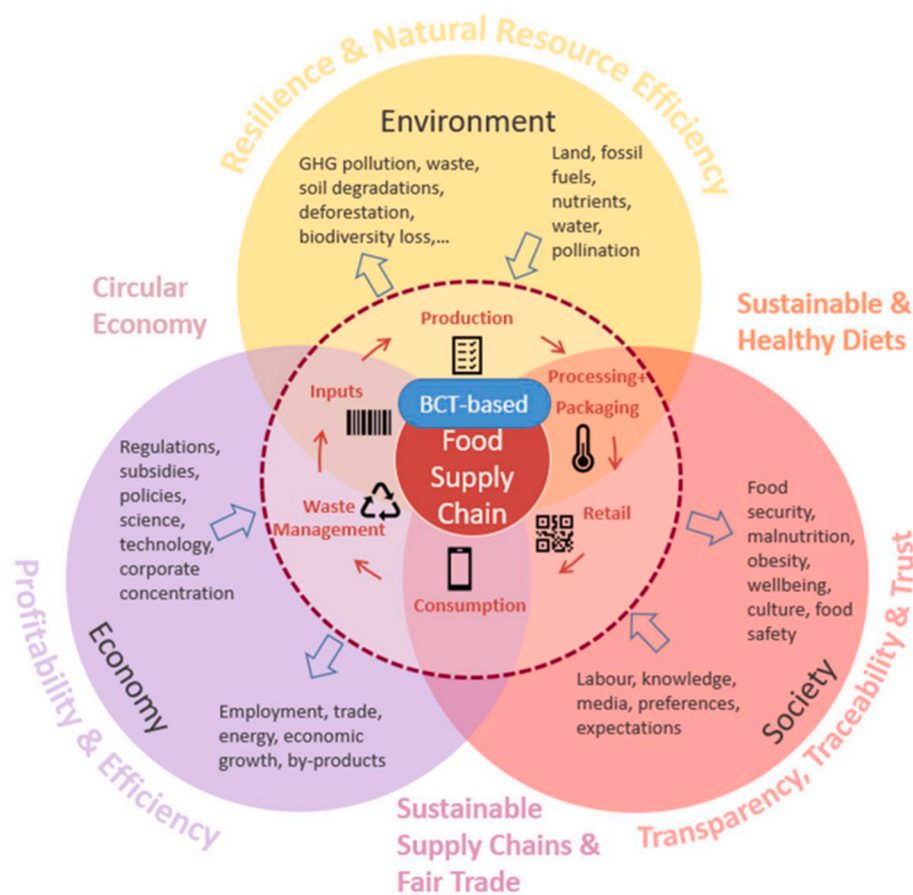 Resilience & Natural Resource Efficiency
Environment
GHG pollution, waste,
soil degradations,
deforestation,
biodiversity loss,...
Land, fossil
fuels,
nutrients,
water,
pollination
Circular
Economy
Sustainable &
Healthy Diets
Production
Processing+
Packaging
Inputs
BCT-based
Food
Supply
Chain
Retail
Waste
Management
Consumption
Regulations,
subsidies,
policies,
science,
technology,
corporate
concentration
Food
security,
malnutrition,
obesity,
wellbeing,
culture, food
safety
Economy
Employment, trade,
energy, economic
growth, by-products
Labour, knowledge,
media, preferences,
expectations
Society
Profitability & Efficiency
Transparency, Traceability & Trust
Sustainable
Supply Chains &
Fair Trade